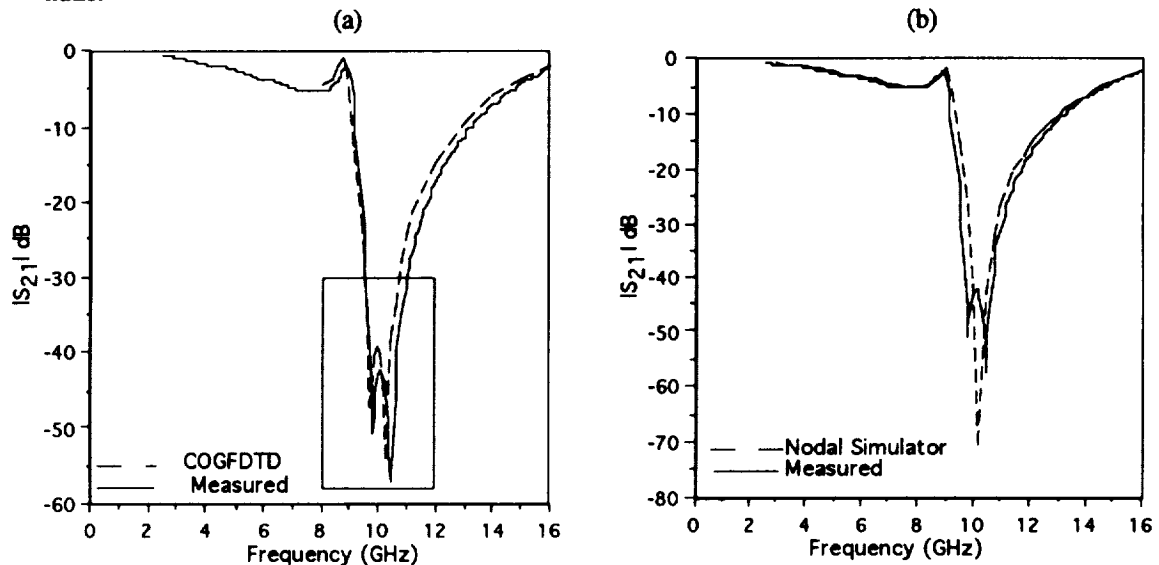 (a)
0
-10
-20
-30
-40
-50
-60
|S21| dB
COGFDTD
Measured
0 2 4 6 8 10 12 14 16
Frequency (GHz)
(b)
0
-10
-20
-30
-40
-50
-60
-70
-80
|S21| dB
Nodal Simulator
Measured
0 2 4 6 8 10 12 14 16
Frequency (GHz)